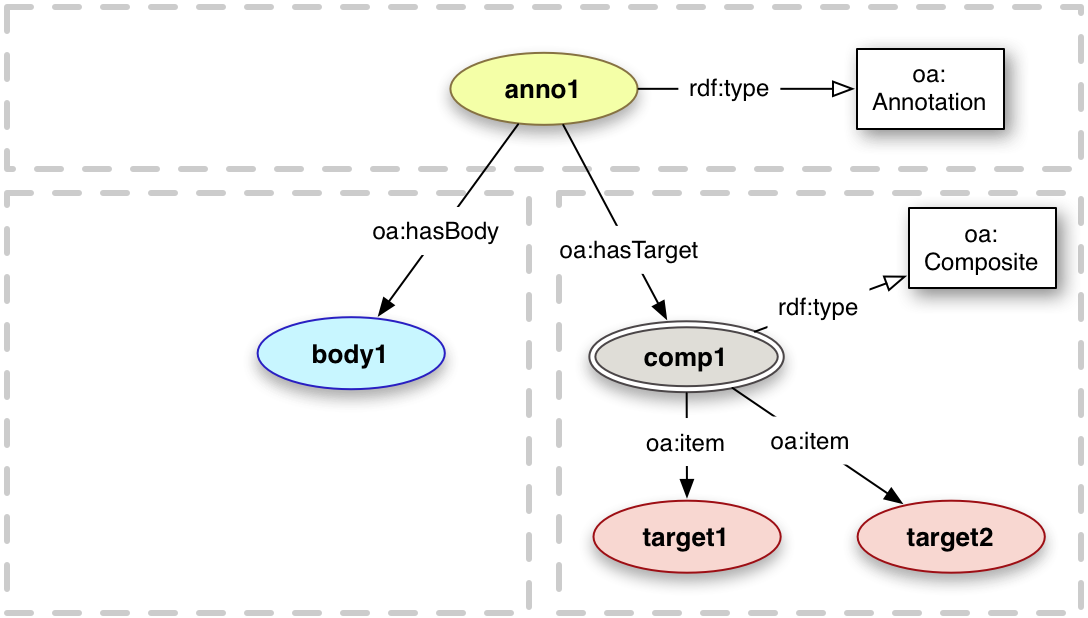 anno1
rdf:type
oa:
Annotation
oa:hasBody
oa:hasTarget
oa:
Composite
rdf:type
body1
comp1
oa:item
oa:item
target1
target2